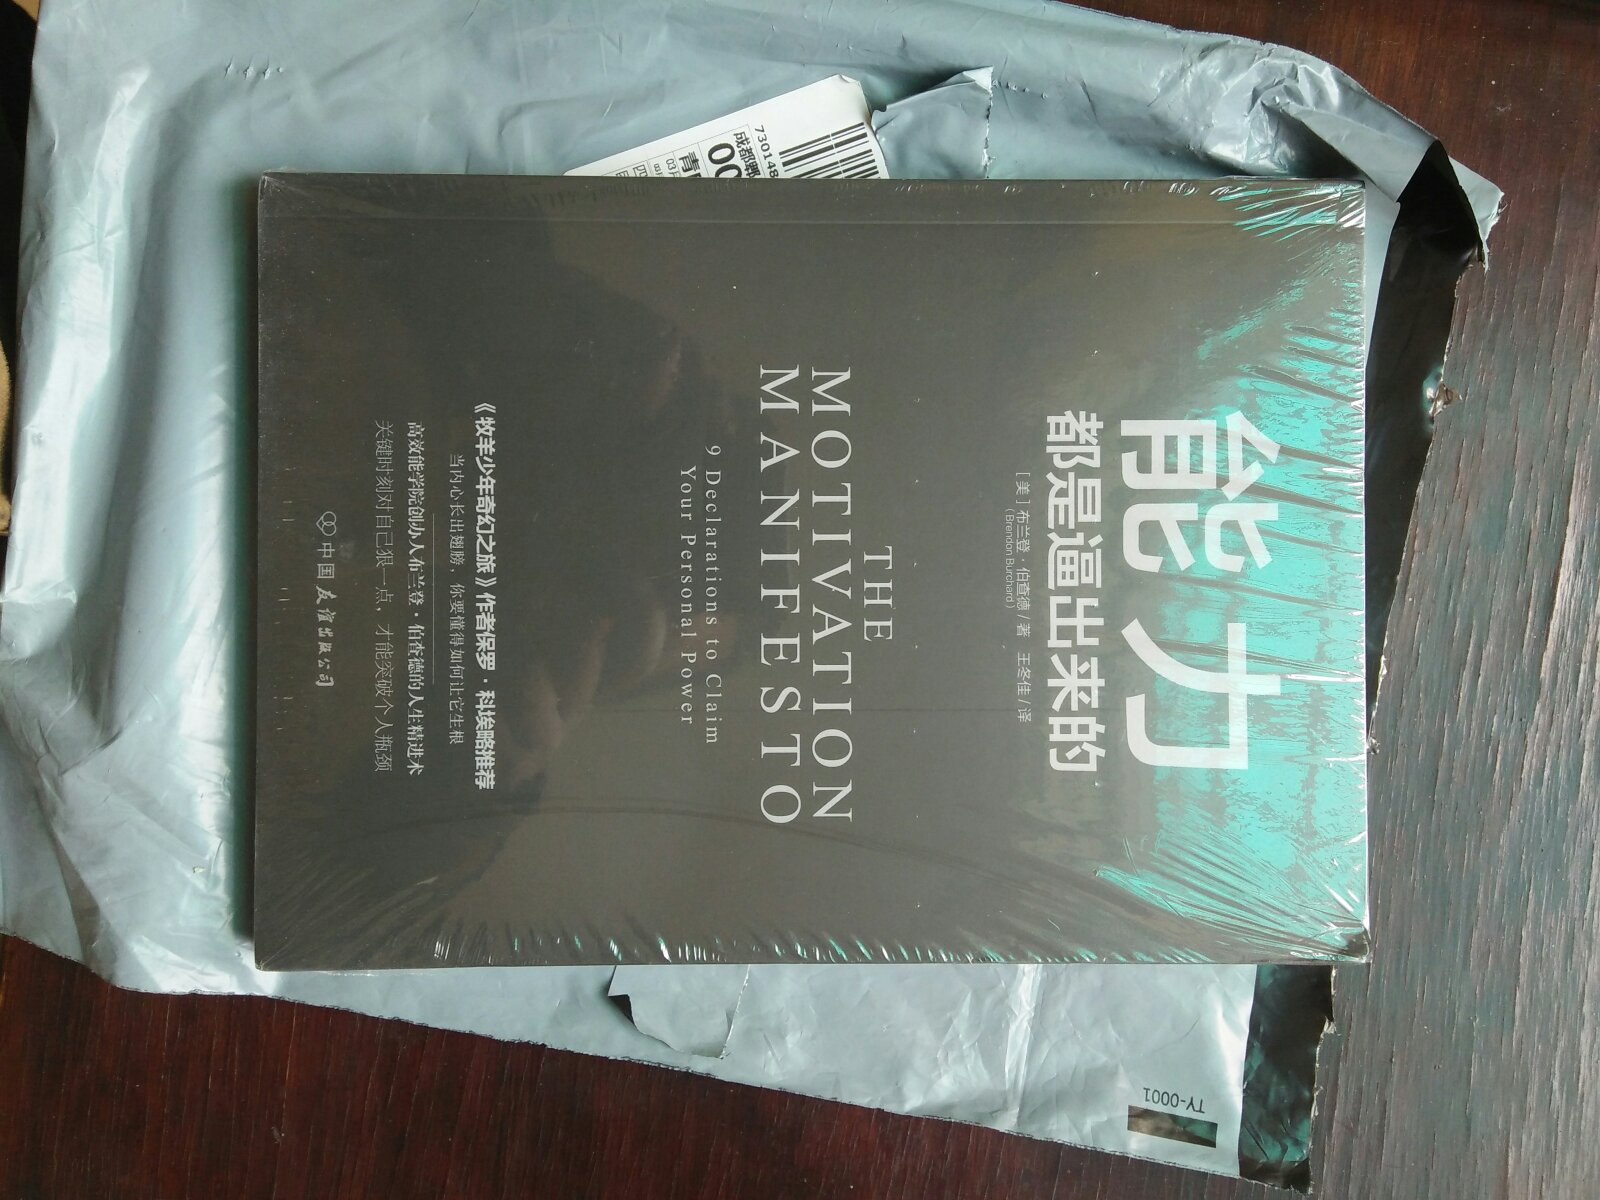 能力
都是逼出来的
[ 美 ] 布兰登 · 伯查德 / 著 王冬佳 / 译
(Brendon Burchard)
THE
MOTIVATION
MANIFESTO
9 Declarations to Claim
Your Personal Power
《牧羊少年奇幻之旅》作者保罗 · 科埃略推荐
当内心长出翅膀，你要懂得如何让它生根
高效能学院创办人布兰登 · 伯查德的人生精进术
关键时刻对自己狠一点，才能突破个人瓶颈
中国友谊出版公司
730148
成都郫
00
青
TY-0001